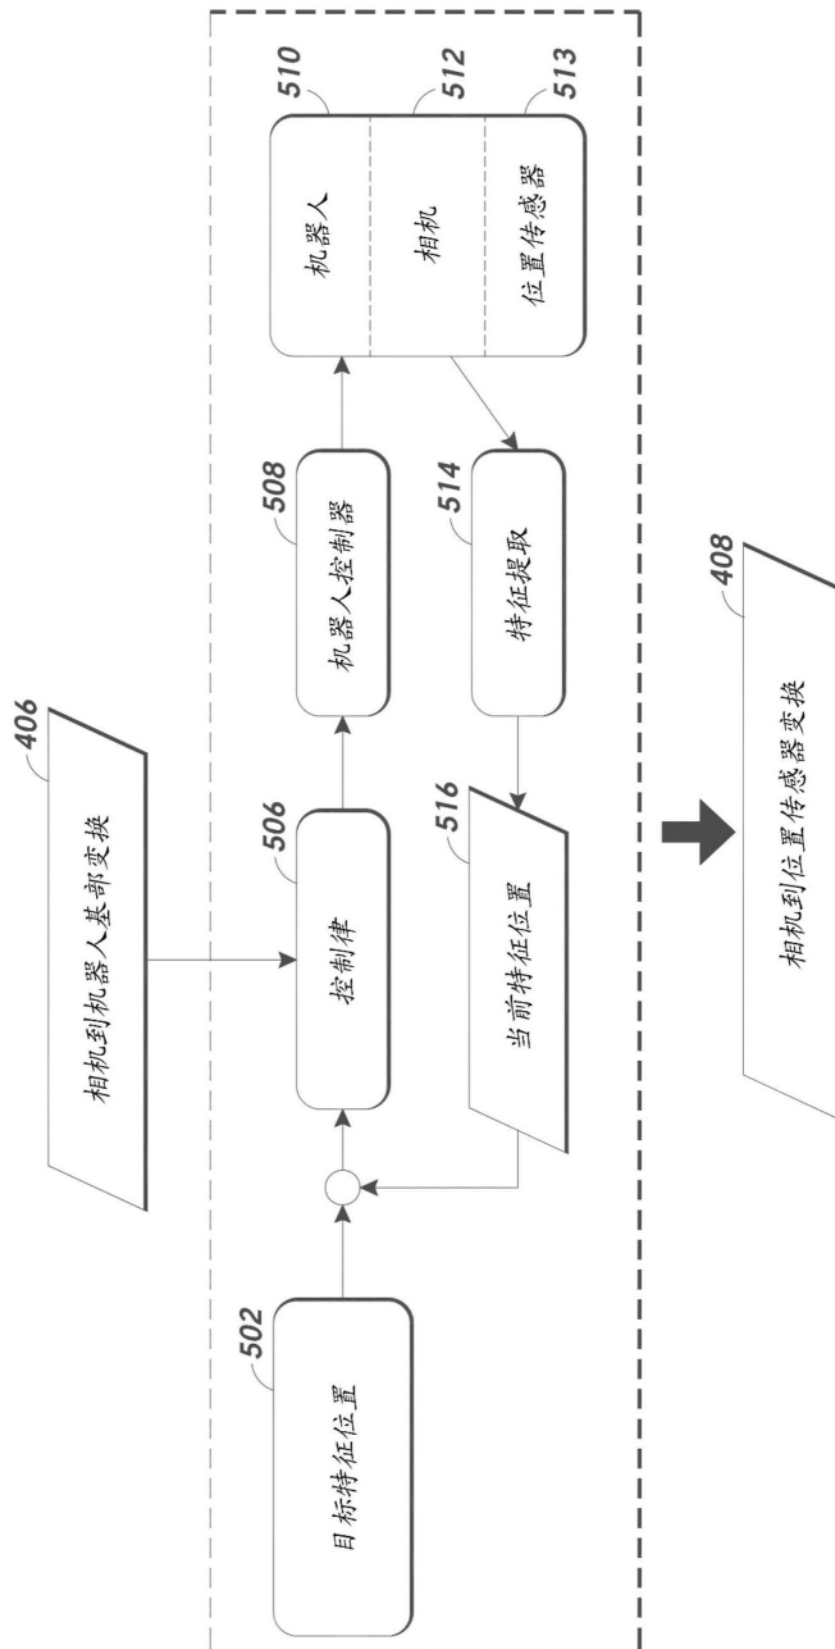 406
相机到机器人基部变换
502
目标特征位置
506
控制律
508
机器人控制器
510
机器人
512
相机
513
位置传感器
514
特征提取
516
当前特征位置
408
相机到位置传感器变换